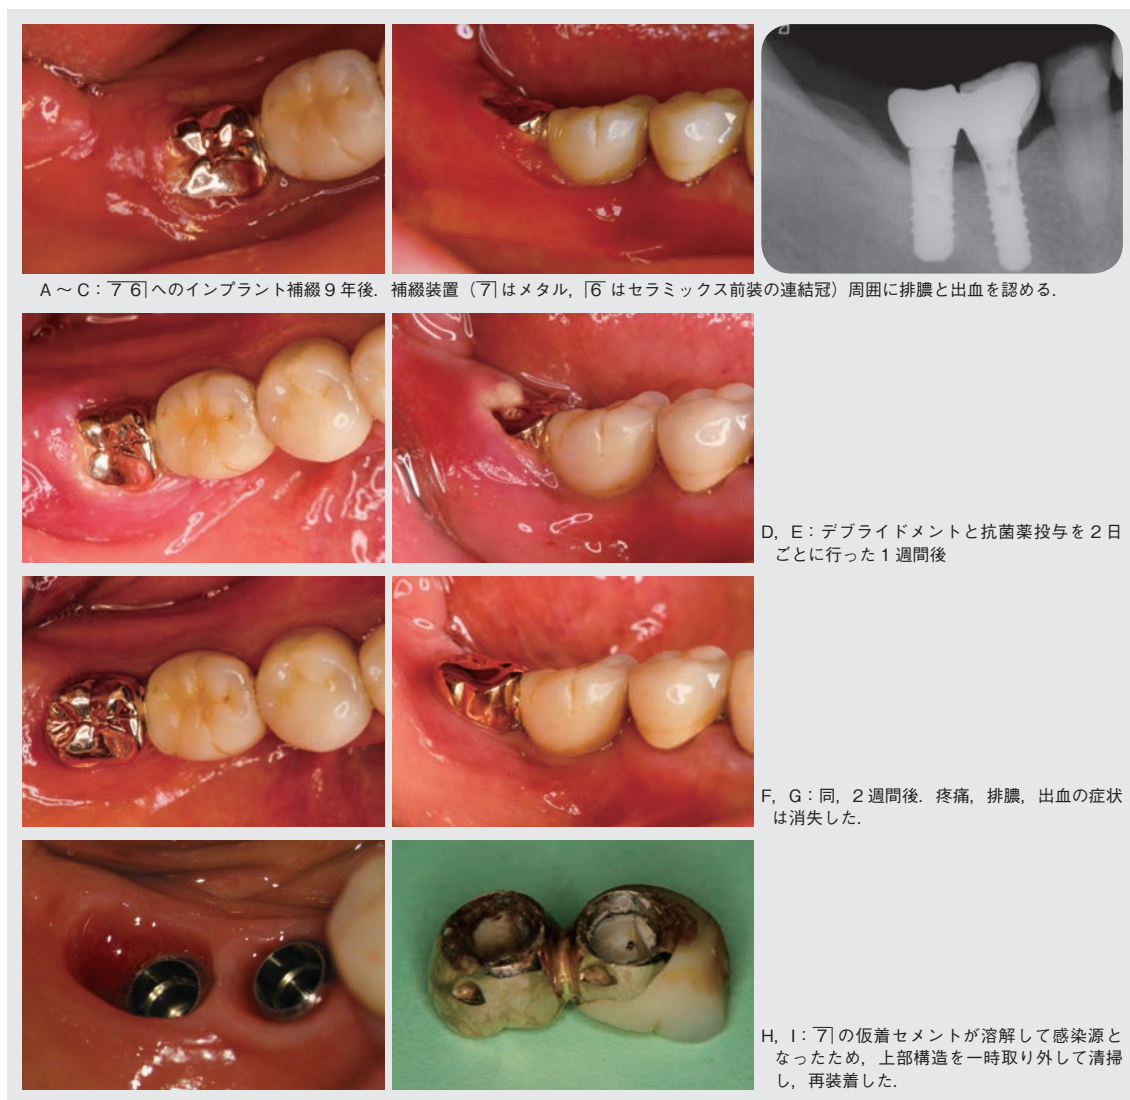 A～C：7 6⏋へのインプラント補綴9年後．補綴装置（7⏋はメタル，⎾6 はセラミックス前装の連結冠）周囲に排膿と出血を認める．
D，E：デブライドメントと抗菌薬投与を2日
ごとに行った1週間後
F，G：同，2週間後．疼痛，排膿，出血の症状
は消失した．
H，I：7⏋の仮着セメントが溶解して感染源と
なったため，上部構造を一時取り外して清掃
し，再装着した．